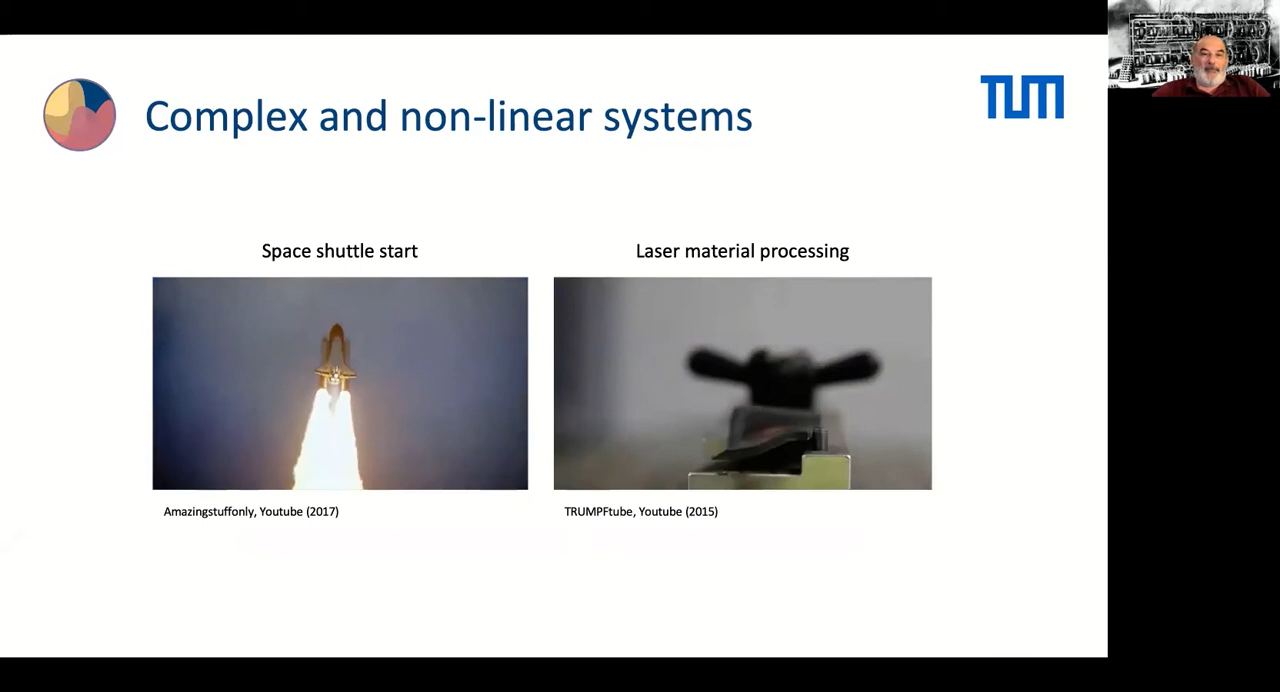 Complex and non-linear systems
TUM
Space shuttle start
Laser material processing
Amazingstuffonly, Youtube (2017)
TRUMPFtube, Youtube (2015)